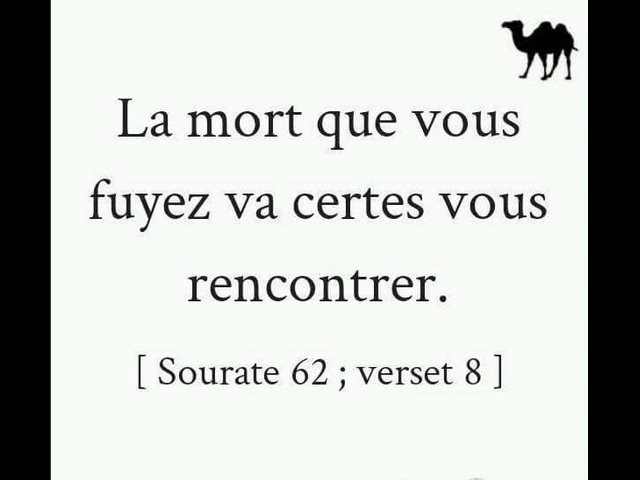 La mort que vous
fuyez va certes vous
rencontrer.
[ Sourate 62 ; verset 8 ]